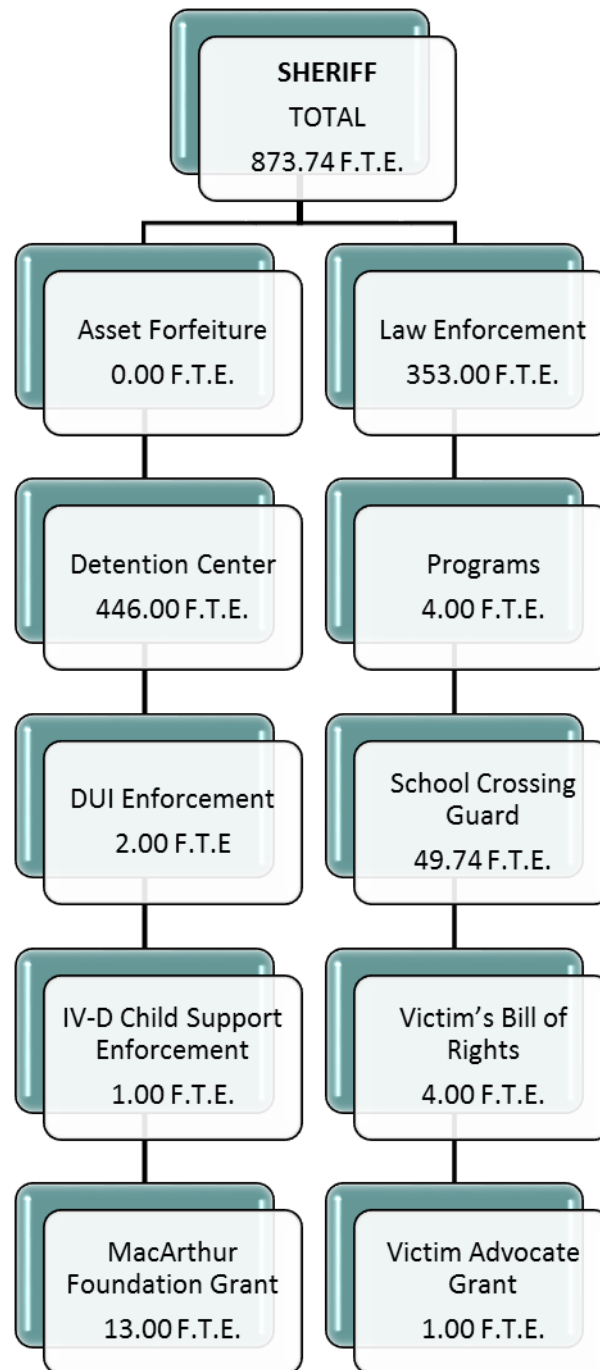 SHERIFF
TOTAL
873.74 F.T.E.
Asset Forfeiture
0.00 F.T.E.
Law Enforcement
353.00 F.T.E.
Detention Center
446.00 F.T.E.
Programs
4.00 F.T.E.
DUI Enforcement
2.00 F.T.E
School Crossing
Guard
49.74 F.T.E.
IV-D Child Support
Enforcement
1.00 F.T.E.
Victim’s Bill of
Rights
4.00 F.T.E.
MacArthur
Foundation Grant
13.00 F.T.E.
Victim Advocate
Grant
1.00 F.T.E.